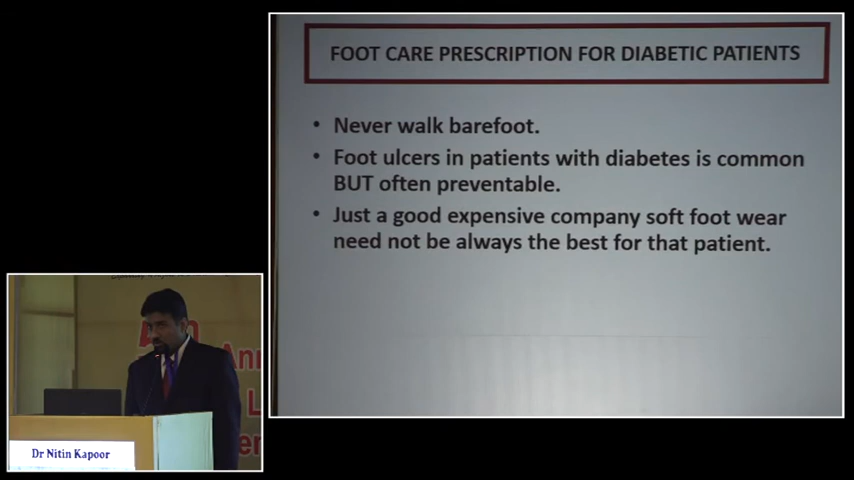 FOOT CARE PRESCRIPTION FOR DIABETIC PATIENTS
• Never walk barefoot.
• Foot ulcers in patients with diabetes is common
BUT often preventable.
• Just a good expensive company soft foot wear
need not be always the best for that patient.
Ann
L
en
Dr Nitin Kapoor